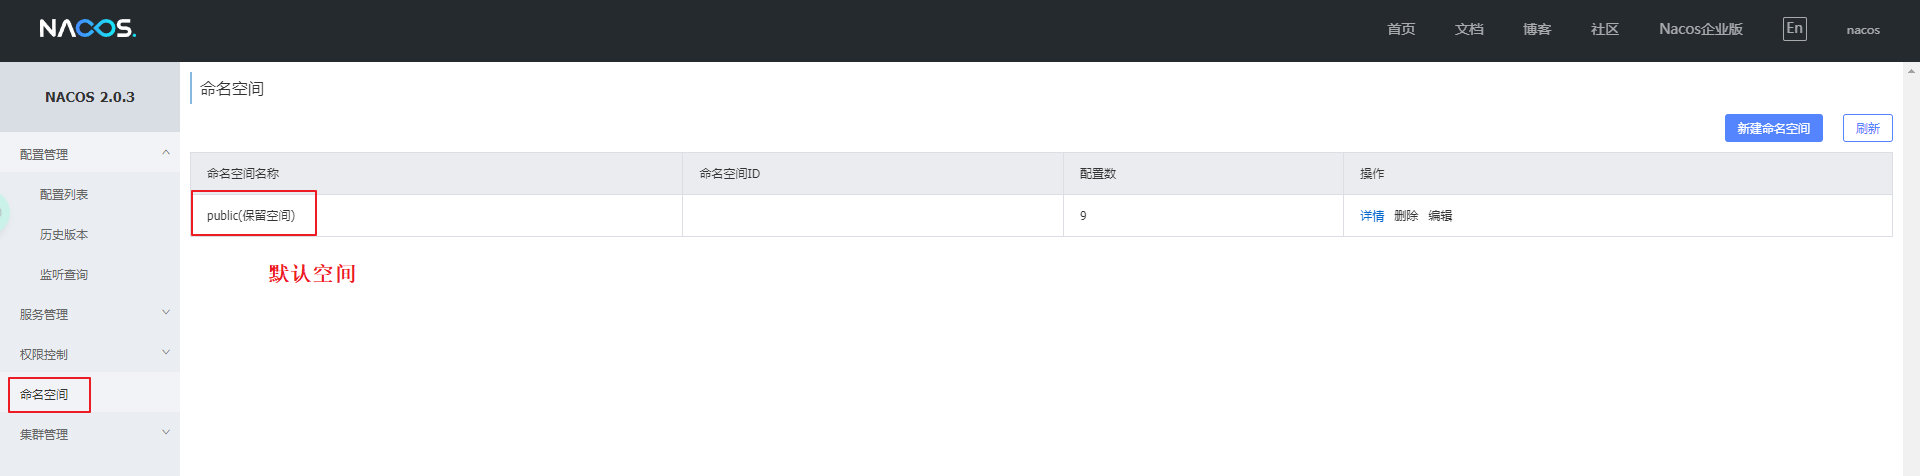 NACOS.
首页 文档 博客 社区 Nacos企业版 En nacos
NACOS 2.0.3
配置管理
配置列表
历史版本
监听查询
服务管理
权限控制
命名空间
集群管理
命名空间
新建命名空间 刷新
命名空间名称 命名空间ID 配置数 操作
public(保留空间) 9 详情 删除 编辑
默认空间